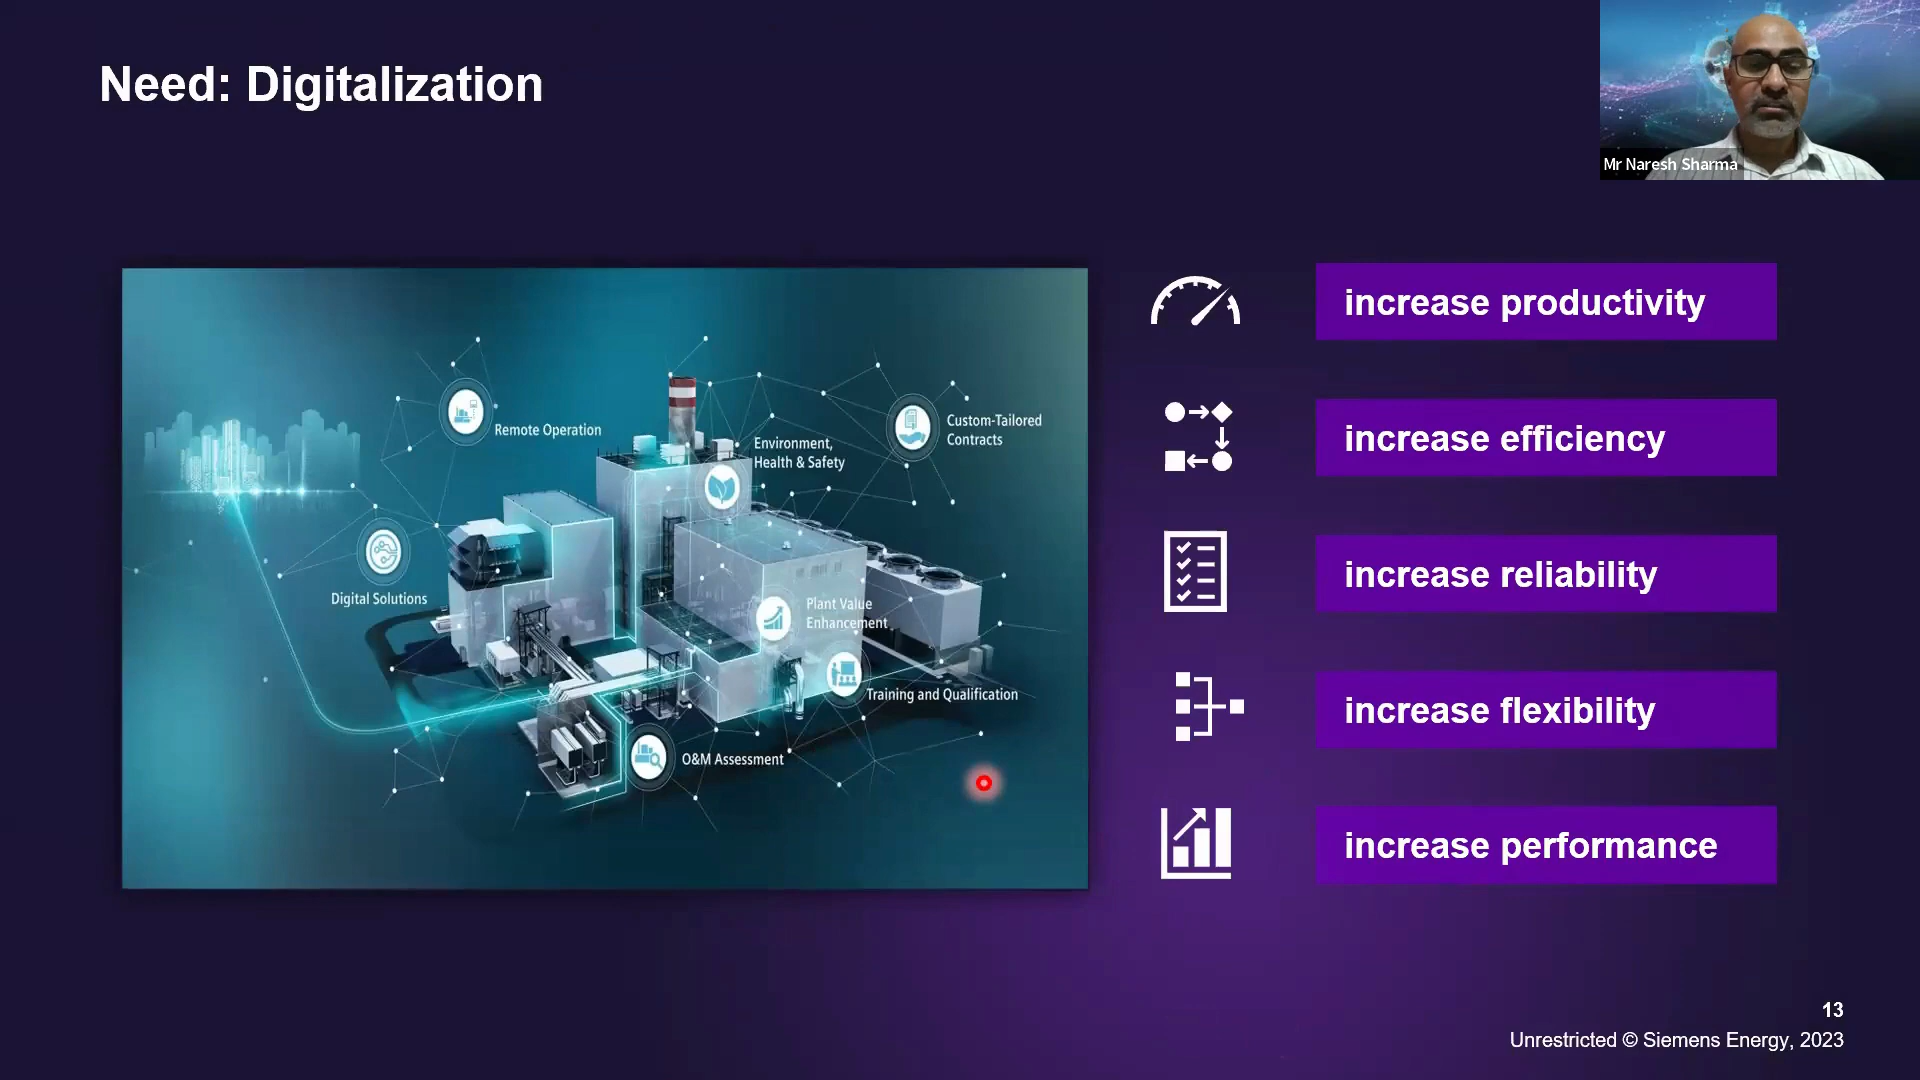 Need: Digitalization
Mr Naresh Sharma
Remote Operation
Custom-Tailored
Contracts
Environment,
Health & Safety
Digital Solutions
Plant Value
Enhancement
Training and Qualification
O&M Assessment
increase productivity
increase efficiency
increase reliability
increase flexibility
increase performance
13
Unrestricted © Siemens Energy, 2023